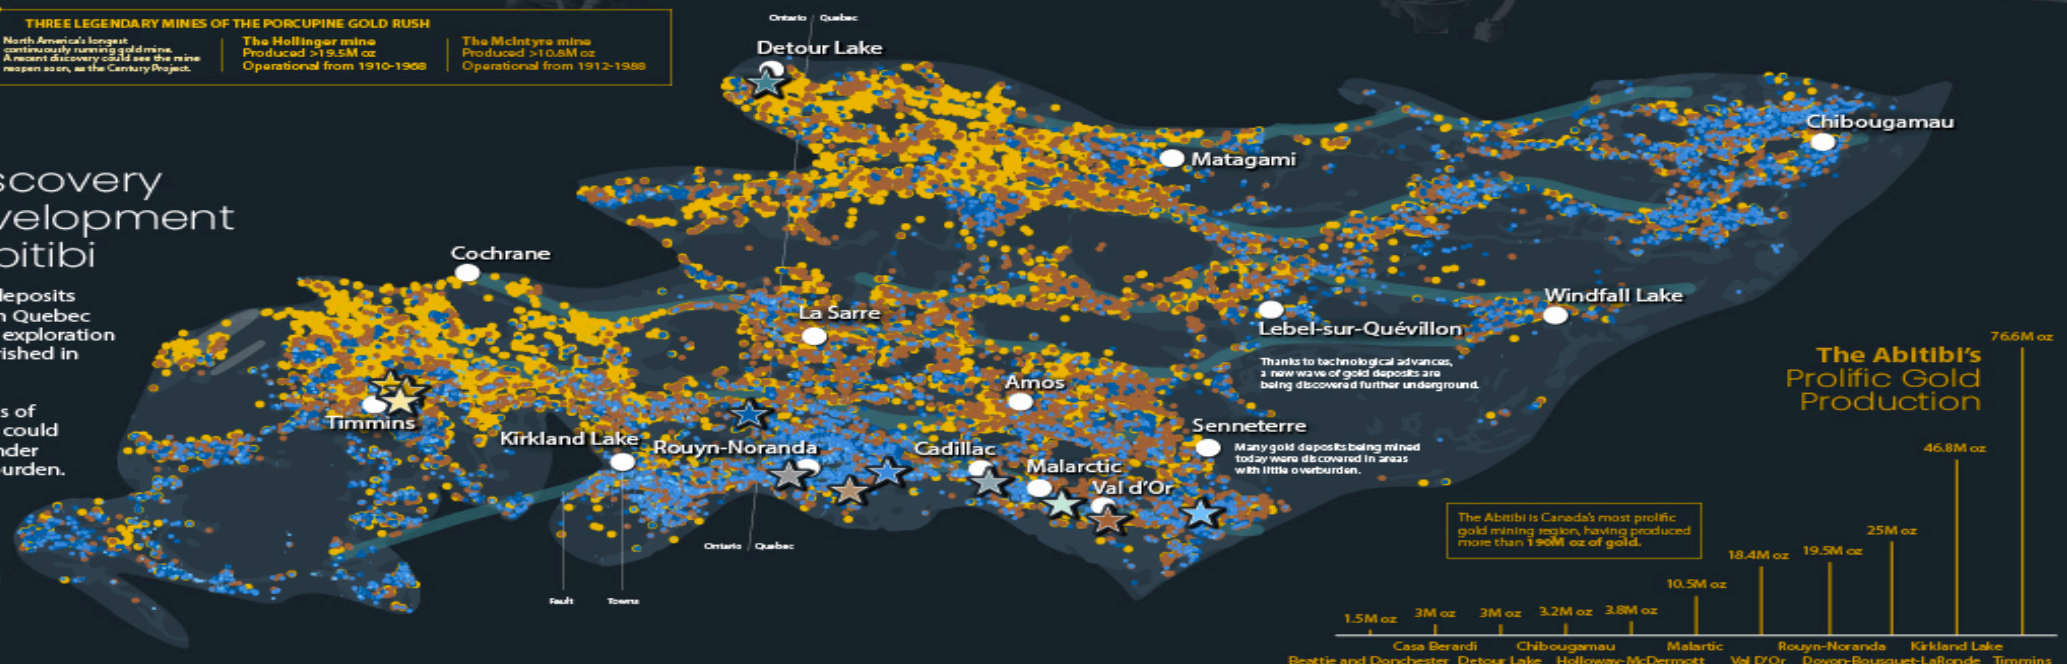 THREE LEGENDARY MINES OF THE PORCUPINE GOLD RUSH
North America's longest
continuously running gold mine.
A recent discovery could see the mine
reopen soon, as the Century Project.
The Hollinger mine
Produced >19.5M oz
Operational from 1910-1968
The McIntyre mine
Produced >10.8M oz
Operational from 1912-1988
Ontario / Quebec
Detour Lake
Matagami
Chibougamau
scovery
velopment
bitibi
Cochrane
leposits
n Quebec
exploration
ished in
s of
could
nder
burden.
La Sarre
Windfall Lake
Lebel-sur-Quévillon
Thanks to technological advances,
a new wave of gold deposits are
being discovered further underground.
Amos
Timmins
Kirkland Lake
Rouyn-Noranda
Cadillac
Malarctic
Val d'Or
Senneterre
Many gold deposits being mined
today were discovered in areas
with little overburden.
Ontario / Quebec
Fault
Towns
The Abitibi's
Prolific Gold
Production
The Abitibi is Canada's most prolific
gold mining region, having produced
more than 190M oz of gold.
1.5M oz
3M oz
3M oz
3.2M oz
3.8M oz
10.5M oz
18.4M oz
19.5M oz
25M oz
46.8M oz
76.6M oz
Beattie and Donchester
Casa Berardi
Detour Lake
Chibougamau
Holloway-McDermott
Malartic
Val D'Or
Rouyn-Noranda
Doyon-Bousquet-LaRonde
Kirkland Lake
Timmins